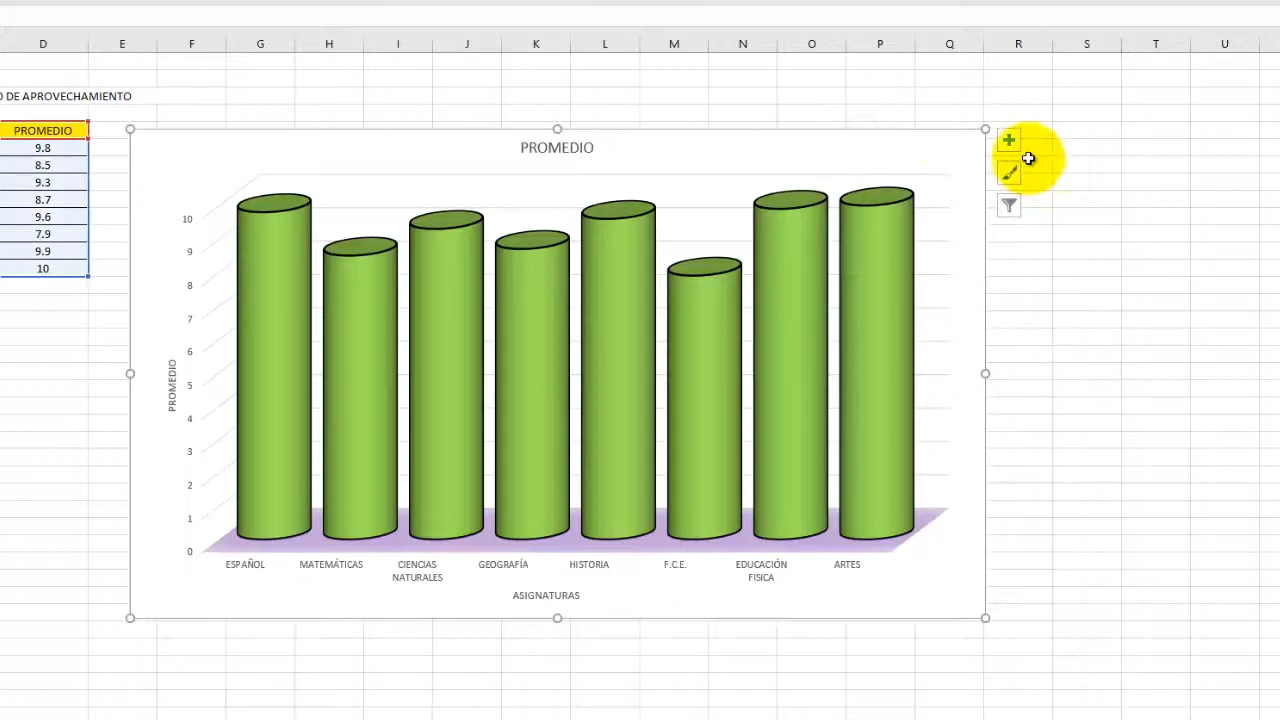 D E F G H I J K L M N O P Q R S T U
O DE APROVECHAMIENTO
PROMEDIO
9.8
8.5
9.3
8.7
9.6
7.9
9.9
10
PROMEDIO
10
9
8
7
6
5
4
3
2
1
0
PROMEDIO
ESPAÑOL MATEMÁTICAS CIENCIAS GEOGRAFÍA HISTORIA F.C.E. EDUCACIÓN ARTES
NATURALES FISICA
ASIGNATURAS